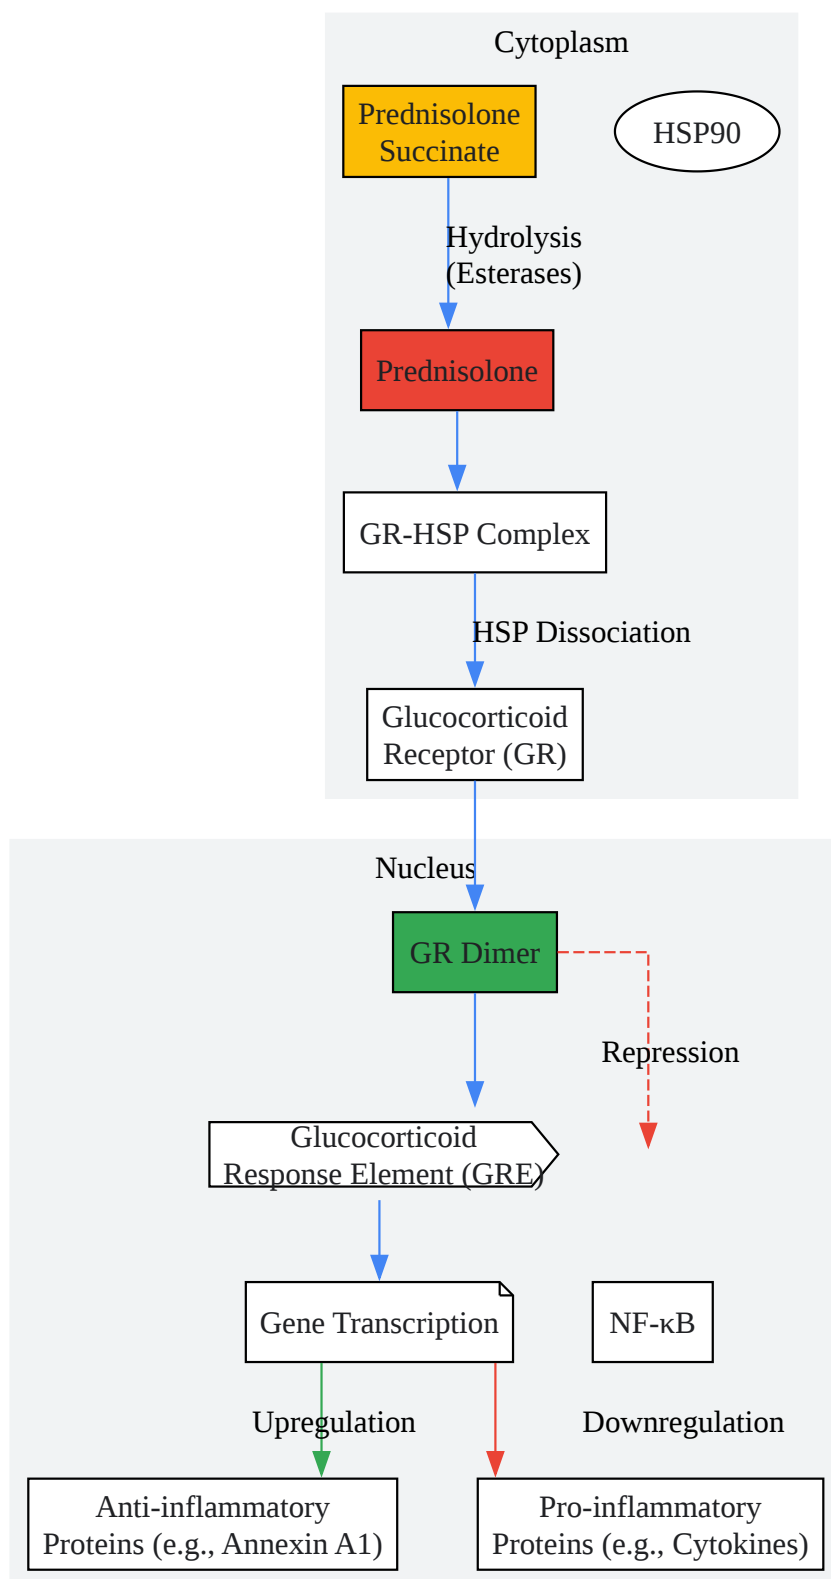 Cytoplasm
Prednisolone
Succinate
HSP90
Hydrolysis
(Esterases)
Prednisolone
GR-HSP Complex
HSP Dissociation
Glucocorticoid
Receptor (GR)
Nucleus
GR Dimer
Repression
Glucocorticoid
Response Element (GRE)
Gene Transcription
NF-κB
Upregulation
Downregulation
Anti-inflammatory
Proteins (e.g., Annexin A1)
Pro-inflammatory
Proteins (e.g., Cytokines)